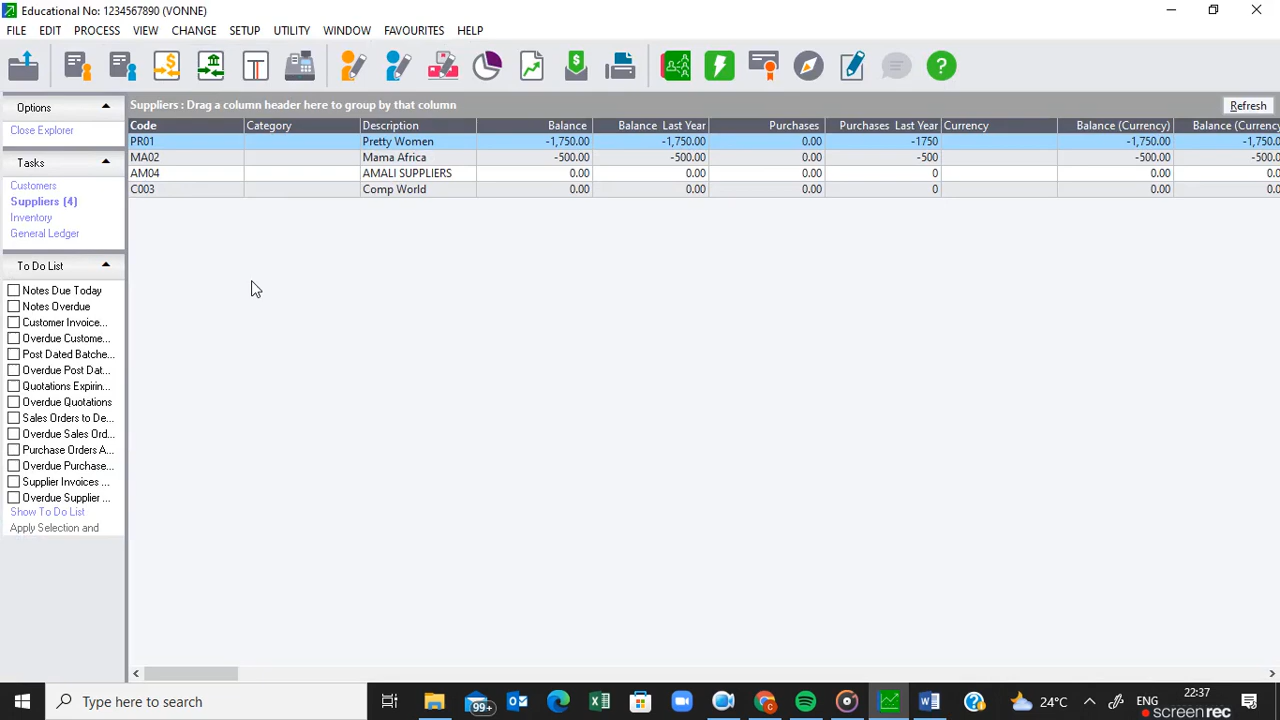 Educational No: 1234567890 (VONNE)
FILE EDIT PROCESS VIEW CHANGE SETUP UTILITY WINDOW FAVOURITES HELP
Options
Close Explorer
Tasks
Customers
Suppliers (4)
Inventory
General Ledger
To Do List
Notes Due Today
Notes Overdue
Customer Invoice...
Overdue Custome...
Post Dated Batche...
Overdue Post Dat...
Quotations Expirin...
Overdue Quotations
Sales Orders to De...
Overdue Sales Ord...
Purchase Orders A...
Overdue Purchase...
Supplier Invoices ...
Overdue Supplier ...
Show To Do List
Apply Selection and
Suppliers : Drag a column header here to group by that column Refresh
Code Category Description Balance Balance Last Year Purchases Purchases Last Year Currency Balance (Currency) Balance (Currenc
PR01 Pretty Women -1,750.00 -1,750.00 0.00 -1750 -1,750.00 -1,750.0
MA02 Mama Africa -500.00 -500.00 0.00 -500 -500.00 -500.0
AM04 AMALI SUPPLIERS 0.00 0.00 0.00 0 0.00 0.0
C003 Comp World 0.00 0.00 0.00 0 0.00 0.0
Type here to search 99+ 24°C ENG 22:37
screenrec